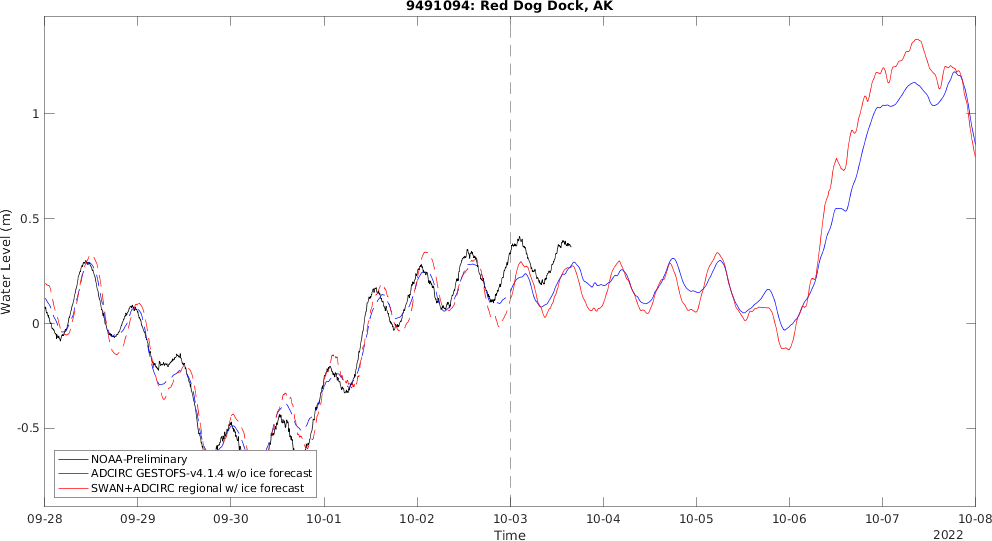 9491094: Red Dog Dock, AK
Water Level (m)
1
0.5
0
-0.5
NOAA-Preliminary
ADCIRC GESTOFS-v4.1.4 w/o ice forecast
SWAN+ADCIRC regional w/ ice forecast
09-28 09-29 09-30 10-01 10-02 10-03 10-04 10-05 10-06 10-07 10-08
Time
2022